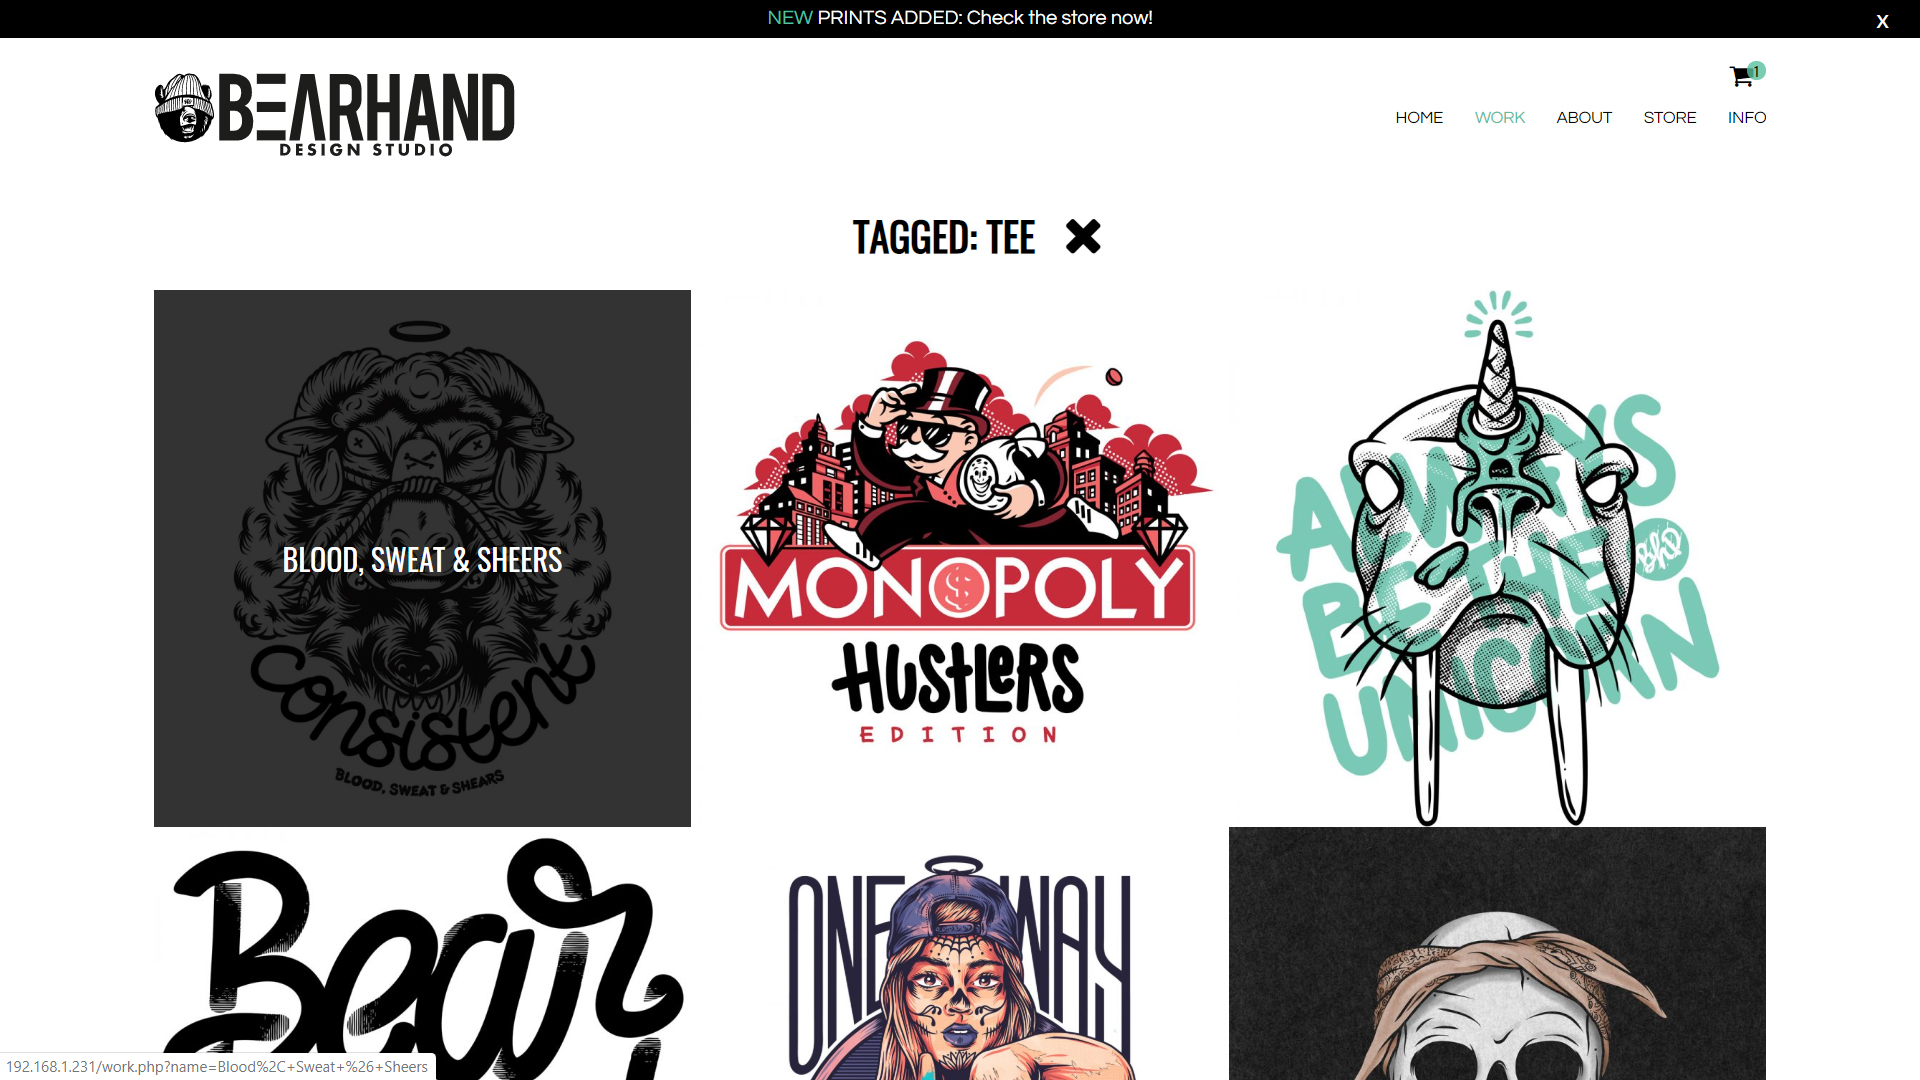 NEW PRINTS ADDED: Check the store now!
X
1
BEARHAND
DESIGN STUDIO
HOME WORK ABOUT STORE INFO
TAGGED: TEE
BLOOD, SWEAT & SHEERS
Consistent
BLOOD, SWEAT & SHEARS
MONOPOLY
HUSTLERS
EDITION
ALWAYS
BE THE
UNICORN
Bear
ONE WAY
192.168.1.231/work.php?name=Blood%2C+Sweat+%26+Sheers